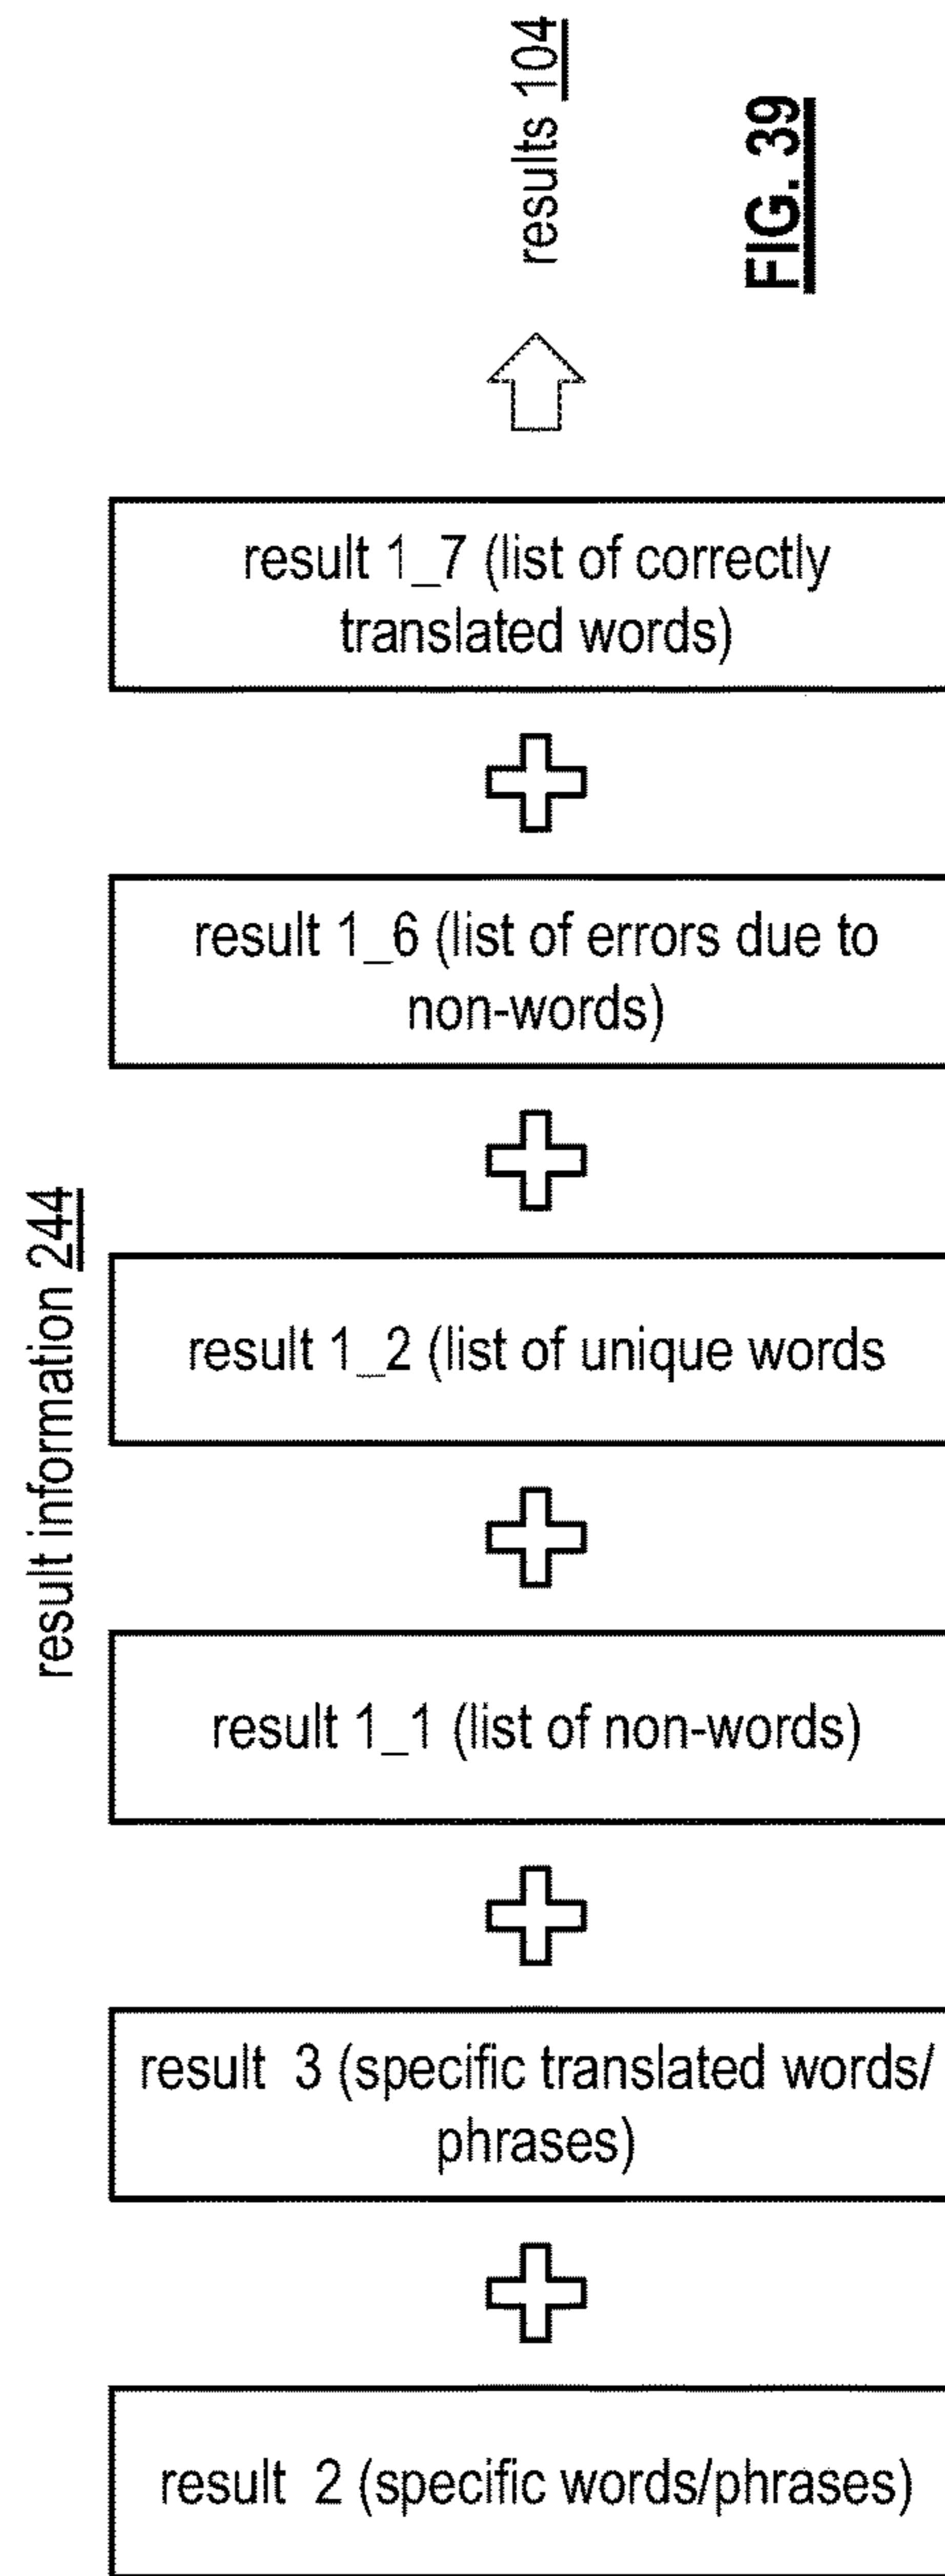 results 104
FIG. 39
result 1_7 (list of correctly
translated words)
result 1_6 (list of errors due to
non-words)
result information 244
result 1_2 (list of unique words
result 1_1 (list of non-words)
result 3 (specific translated words/
phrases)
result 2 (specific words/phrases)